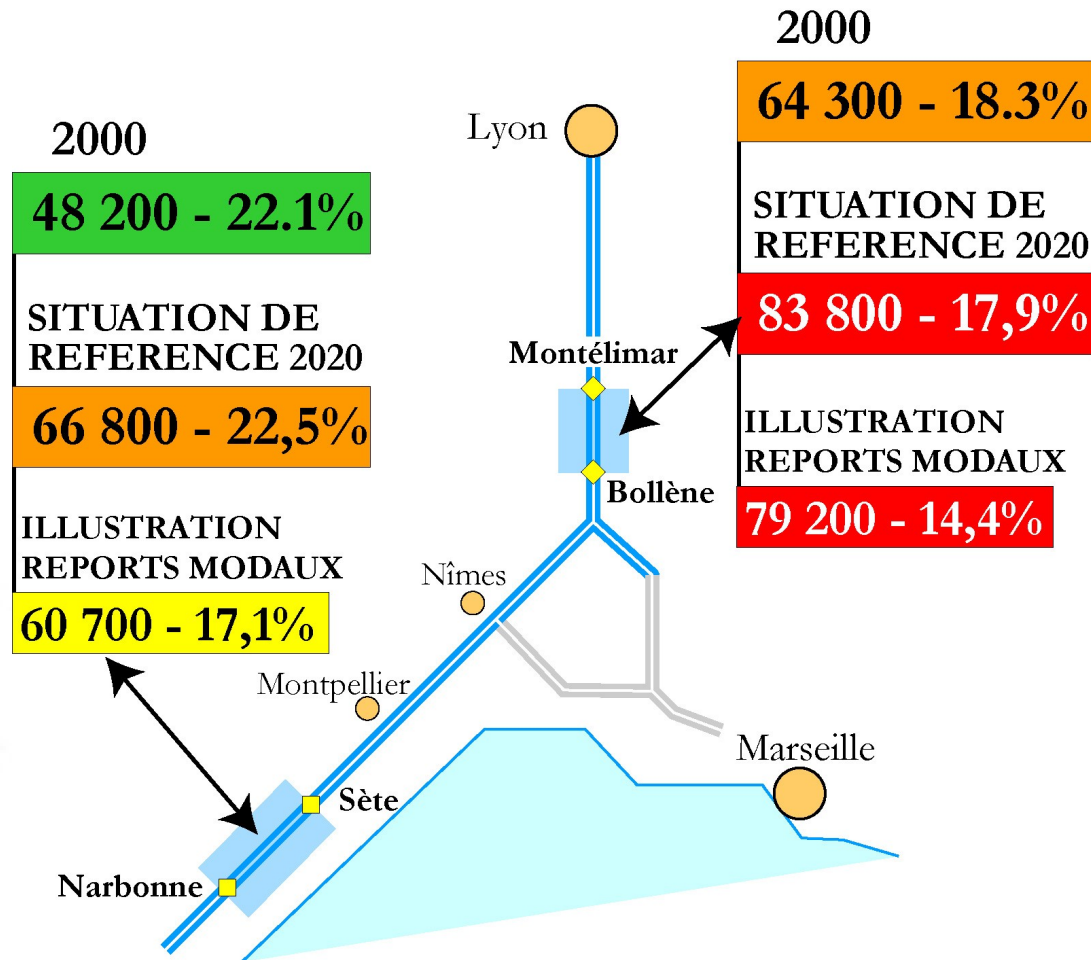 2000
48 200 - 22.1%
SITUATION DE
REFERENCE 2020
66 800 - 22,5%
ILLUSTRATION
REPORTS MODAUX
60 700 - 17,1%
2000
64 300 - 18.3%
SITUATION DE
REFERENCE 2020
83 800 - 17,9%
ILLUSTRATION
REPORTS MODAUX
79 200 - 14,4%
Lyon
Montélimar
Bollène
Nîmes
Montpellier
Marseille
Sète
Narbonne